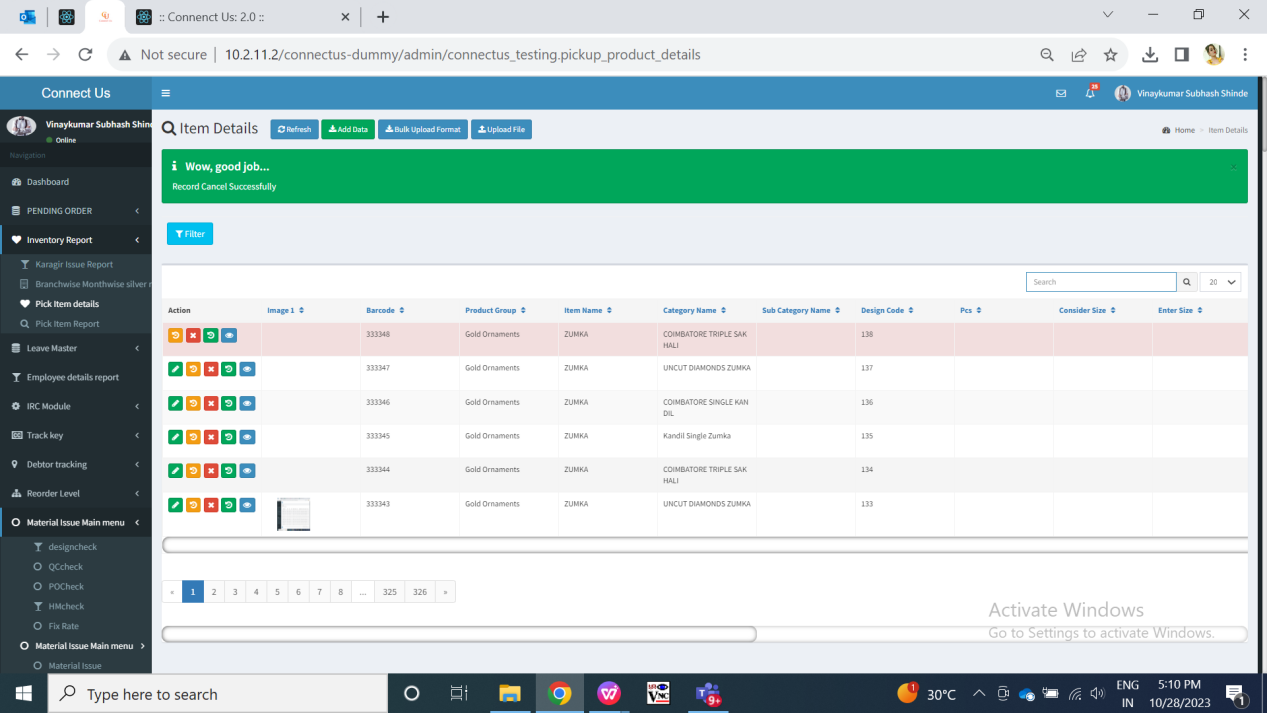 :: Connenct Us: 2.0 ::
Not secure | 10.2.11.2/connectus-dummy/admin/connectus_testing.pickup_product_details
Connect Us
28
Vinaykumar Subhash Shinde
Vinaykumar Subhash Shin
Online
Navigation
Dashboard
PENDING ORDER
Inventory Report
Karagir Issue Report
Branchwise Monthwise silver r
Pick Item details
Pick Item Report
Leave Master
Employee details report
IRC Module
Track key
Debtor tracking
Reorder Level
Material Issue Main menu
designcheck
QCcheck
POCheck
HMcheck
Fix Rate
Material Issue Main menu
Material Issue
Item Details
Refresh
Add Data
Bulk Upload Format
Upload File
Home > Item Details
Wow, good job...
×
Record Cancel Successfully
Filter
Search
20
Action Image 1 Barcode Product Group Item Name Category Name Sub Category Name Design Code Pcs Consider Size Enter Size
333348 Gold Ornaments ZUMKA COIMBATORE TRIPLE SAK 138
HALI
333347 Gold Ornaments ZUMKA UNCUT DIAMONDS ZUMKA 137
333346 Gold Ornaments ZUMKA COIMBATORE SINGLE KAN 136
DIL
333345 Gold Ornaments ZUMKA Kandil Single Zumka 135
333344 Gold Ornaments ZUMKA COIMBATORE TRIPLE SAK 134
HALI
333343 Gold Ornaments ZUMKA UNCUT DIAMONDS ZUMKA 133
« 1 2 3 4 5 6 7 8 ... 325 326 »
Activate Windows
Go to Settings to activate Windows.
Type here to search
9+
1
30°C
ENG
IN
5:10 PM
10/28/2023
1